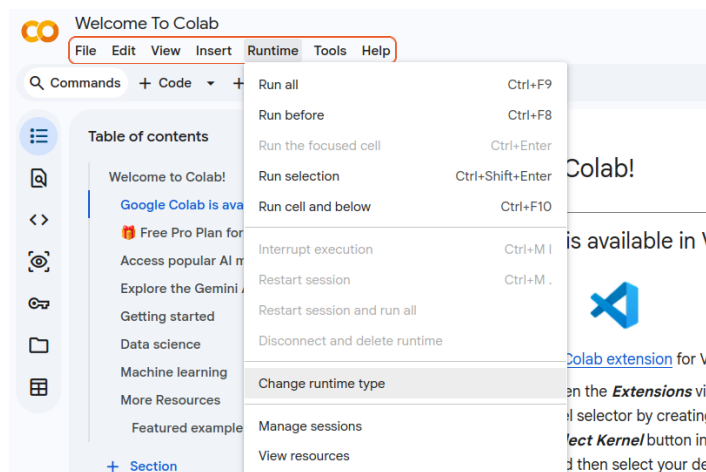 Welcome To Colab
File Edit View Insert Runtime Tools Help
Commands + Code +
Run all Ctrl+F9
Run before Ctrl+F8
Run the focused cell Ctrl+Enter
Run selection Ctrl+Shift+Enter
Run cell and below Ctrl+F10
Interrupt execution Ctrl+M I
Restart session Ctrl+M .
Restart session and run all
Disconnect and delete runtime
Change runtime type
Manage sessions
View resources
Table of contents
Welcome to Colab!
Google Colab is ava
🎁 Free Pro Plan for
Access popular AI m
Explore the Gemini
Getting started
Data science
Machine learning
More Resources
Featured example
+ Section
Colab!
is available in V
Colab extension for V
en the Extensions vi
el selector by creating
lect Kernel button in
d then select your de